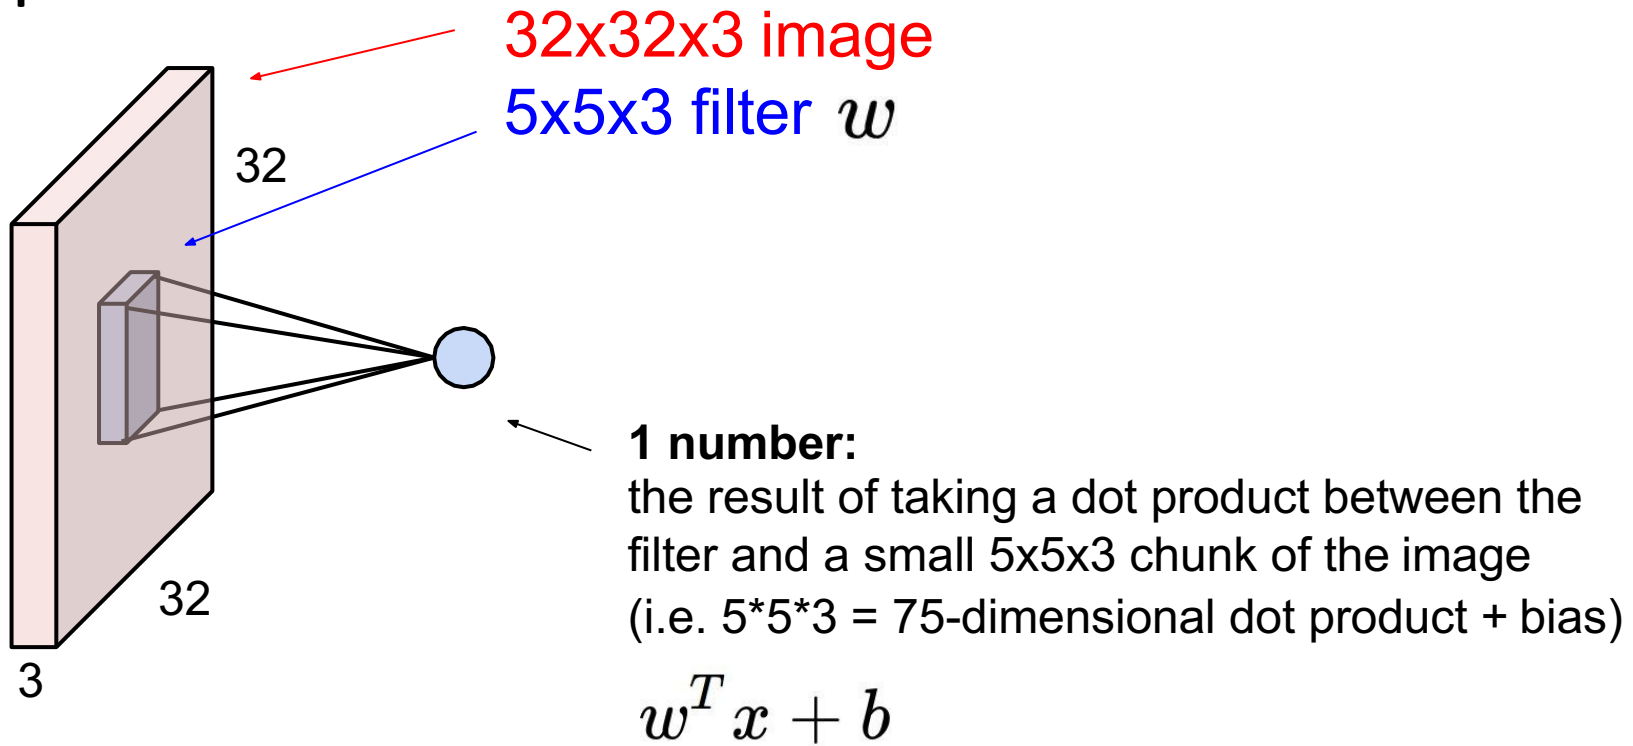 32x32x3 image
5x5x3 filter w
32
32
3
1 number:
the result of taking a dot product between the
filter and a small 5x5x3 chunk of the image
(i.e. 5*5*3 = 75-dimensional dot product + bias)
w^T x + b